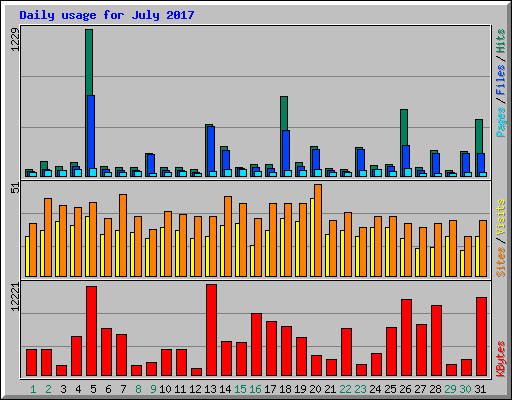 Daily usage for July 2017
1229
Pages / Files / Hits
51
Sites / Visits
12221
KBytes
1 2 3 4 5 6 7 8 9 10 11 12 13 14 15 16 17 18 19 20 21 22 23 24 25 26 27 28 29 30 31